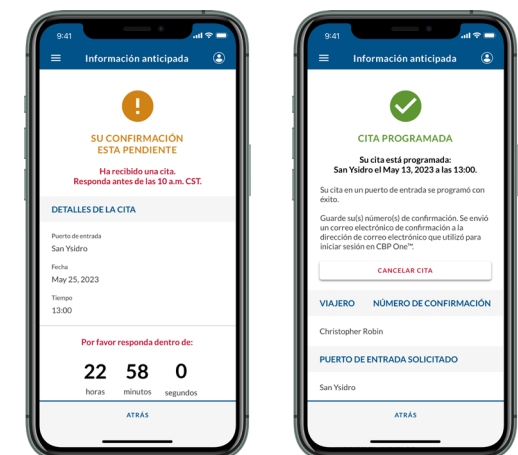 9:41
Información anticipada
SU CONFIRMACIÓN
ESTA PENDIENTE
Ha recibido una cita.
Responda antes de las 10 a.m. CST.
DETALLES DE LA CITA
Puerto de entrada
San Ysidro
Fecha
May 25, 2023
Tiempo
13:00
Por favor responda dentro de:
22 58 0
horas minutos segundos
ATRÁS
9:41
Información anticipada
CITA PROGRAMADA
Su cita está programada:
San Ysidro el May 13, 2023 a las 13:00.
Su cita en un puerto de entrada se programó con
éxito.
Guarde su(s) número(s) de confirmación. Se envió
un correo electrónico de confirmación a la
dirección de correo electrónico que utilizó para
iniciar sesión en CBP One™.
CANCELAR CITA
VIAJERO NÚMERO DE CONFIRMACIÓN
Christopher Robin
PUERTO DE ENTRADA SOLICITADO
San Ysidro
ATRÁS